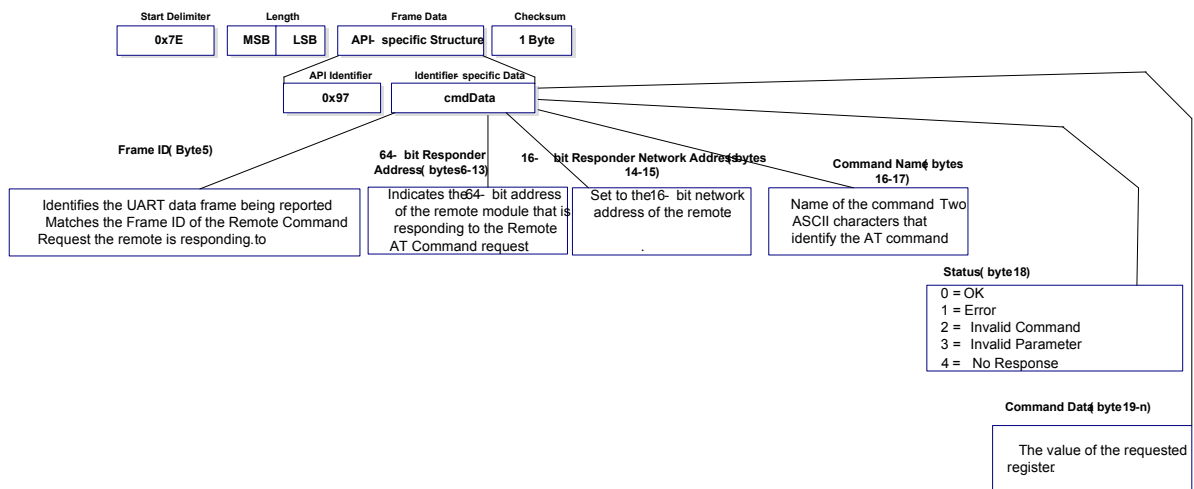 Start Delimiter Length Frame Data Checksum
0x7E MSB LSB API- specific Structure 1 Byte
API Identifier Identifier- specific Data
0x97 cmdData
Frame ID( Byte5)
Identifies the UART data frame being reported
Matches the Frame ID of the Remote Command
Request the remote is responding.to
64- bit Responder
Address( bytes6-13)
Indicates the64- bit address
of the remote module that is
responding to the Remote
AT Command request
16- bit Responder Network Address( bytes
14-15)
Set to the16- bit network
address of the remote
.
Command Name( bytes
16-17)
Name of the command Two
ASCII characters that
identify the AT command
Status( byte18)
0 = OK
1 = Error
2 = Invalid Command
3 = Invalid Parameter
4 = No Response
Command Data( byte19-n)
The value of the requested
register.